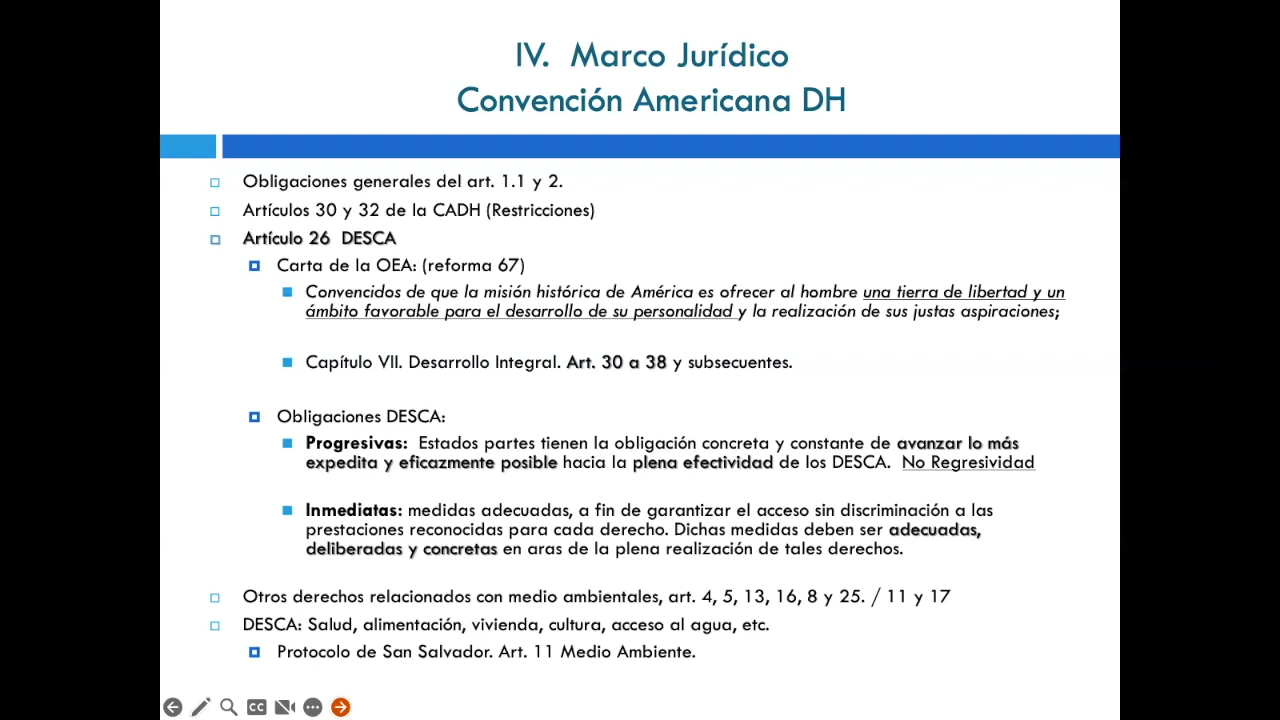 IV. Marco Jurídico
Convención Americana DH
Obligaciones generales del art. 1.1 y 2.
Artículos 30 y 32 de la CADH (Restricciones)
Artículo 26 DESCA
Carta de la OEA: (reforma 67)
Convencidos de que la misión histórica de América es ofrecer al hombre una tierra de libertad y un
ámbito favorable para el desarrollo de su personalidad y la realización de sus justas aspiraciones;
Capítulo VII. Desarrollo Integral. Art. 30 a 38 y subsecuentes.
Obligaciones DESCA:
Progresivas: Estados partes tienen la obligación concreta y constante de avanzar lo más
expedita y eficazmente posible hacia la plena efectividad de los DESCA. No Regresividad
Inmediatas: medidas adecuadas, a fin de garantizar el acceso sin discriminación a las
prestaciones reconocidas para cada derecho. Dichas medidas deben ser adecuadas,
deliberadas y concretas en aras de la plena realización de tales derechos.
Otros derechos relacionados con medio ambientales, art. 4, 5, 13, 16, 8 y 25. / 11 y 17
DESCA: Salud, alimentación, vivienda, cultura, acceso al agua, etc.
Protocolo de San Salvador. Art. 11 Medio Ambiente.
CC